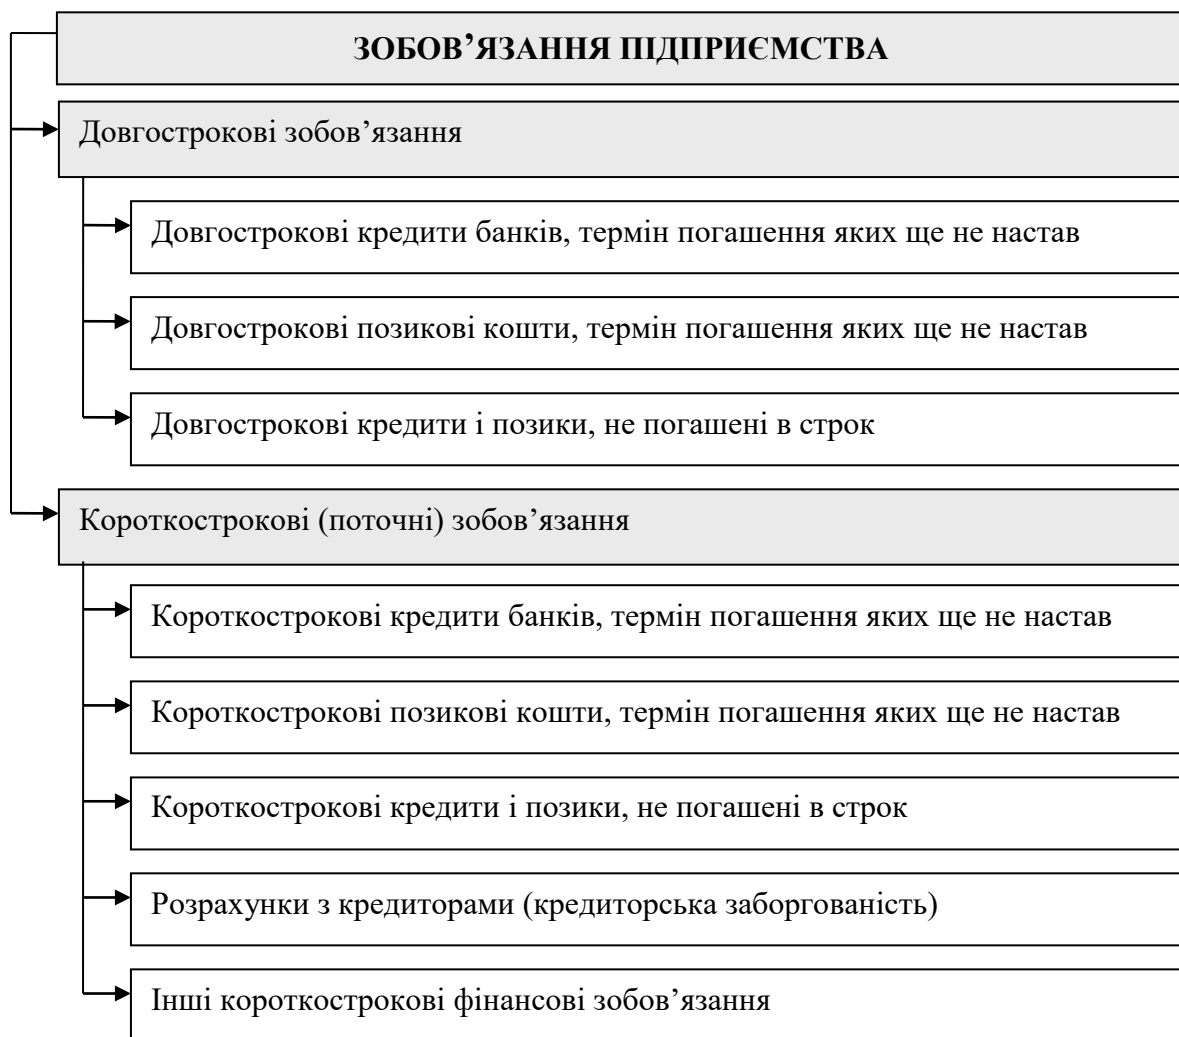 ЗОБОВ’ЯЗАННЯ ПІДПРИЄМСТВА
Довгострокові зобов’язання
Довгострокові кредити банків, термін погашення яких ще не настав
Довгострокові позикові кошти, термін погашення яких ще не настав
Довгострокові кредити і позики, не погашені в строк
Короткострокові (поточні) зобов’язання
Короткострокові кредити банків, термін погашення яких ще не настав
Короткострокові позикові кошти, термін погашення яких ще не настав
Короткострокові кредити і позики, не погашені в строк
Розрахунки з кредиторами (кредиторська заборгованість)
Інші короткострокові фінансові зобов’язання